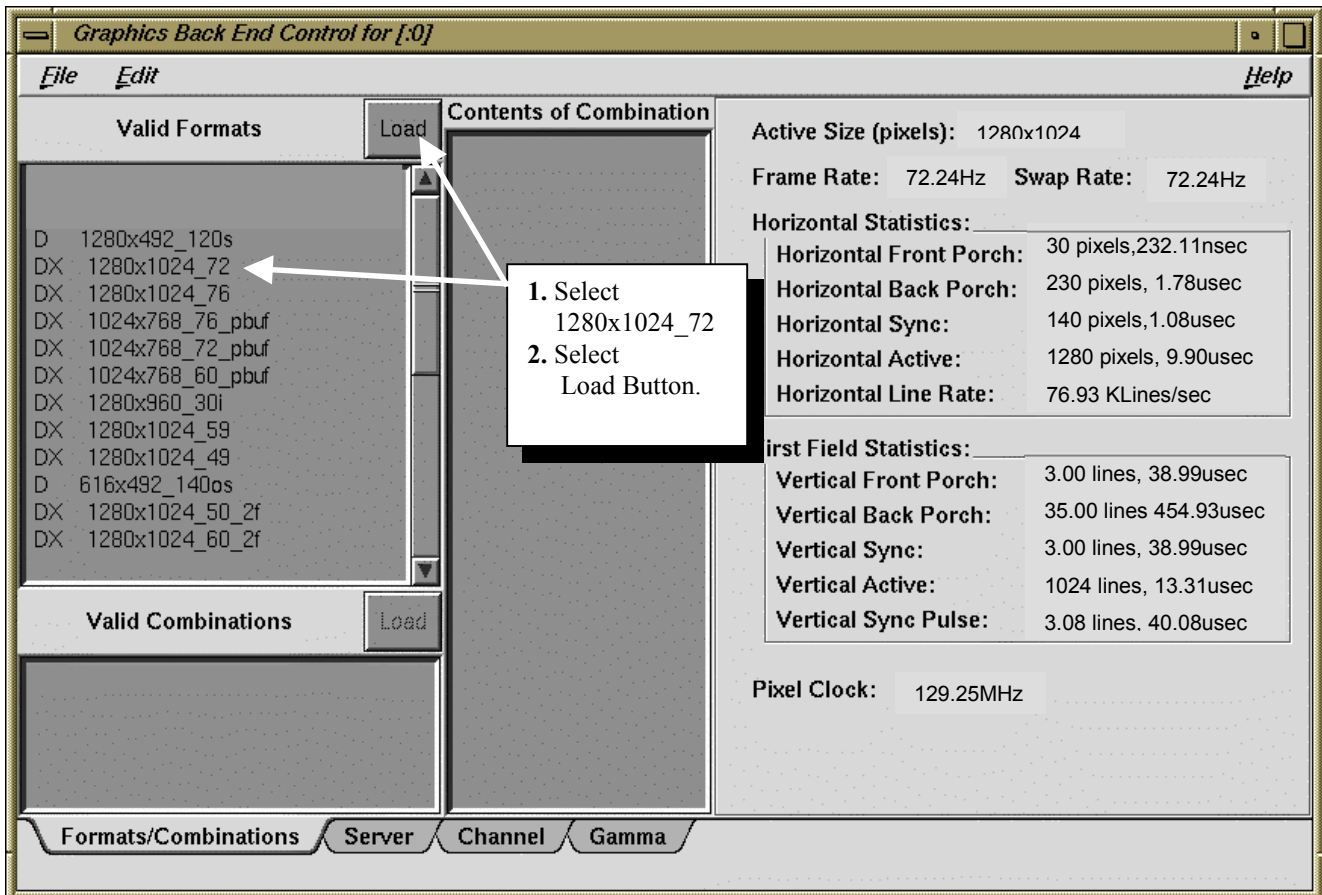 Graphics Back End Control for [:0]
File Edit Help
Valid Formats
Load
D 1280x492_120s
DX 1280x1024_72
DX 1280x1024_76
DX 1024x768_76_pbuf
DX 1024x768_72_pbuf
DX 1024x768_60_pbuf
DX 1280x960_30i
DX 1280x1024_59
DX 1280x1024_49
D 616x492_140os
DX 1280x1024_50_2f
DX 1280x1024_60_2f
Valid Combinations
Load
Contents of Combination
1. Select
1280x1024_72
2. Select
Load Button.
Active Size (pixels): 1280x1024
Frame Rate: 72.24Hz Swap Rate: 72.24Hz
Horizontal Statistics:
Horizontal Front Porch: 30 pixels,232.11nsec
Horizontal Back Porch: 230 pixels, 1.78usec
Horizontal Sync: 140 pixels,1.08usec
Horizontal Active: 1280 pixels, 9.90usec
Horizontal Line Rate: 76.93 KLines/sec
irst Field Statistics:
Vertical Front Porch: 3.00 lines, 38.99usec
Vertical Back Porch: 35.00 lines 454.93usec
Vertical Sync: 3.00 lines, 38.99usec
Vertical Active: 1024 lines, 13.31usec
Vertical Sync Pulse: 3.08 lines, 40.08usec
Pixel Clock: 129.25MHz
Formats/Combinations Server Channel Gamma